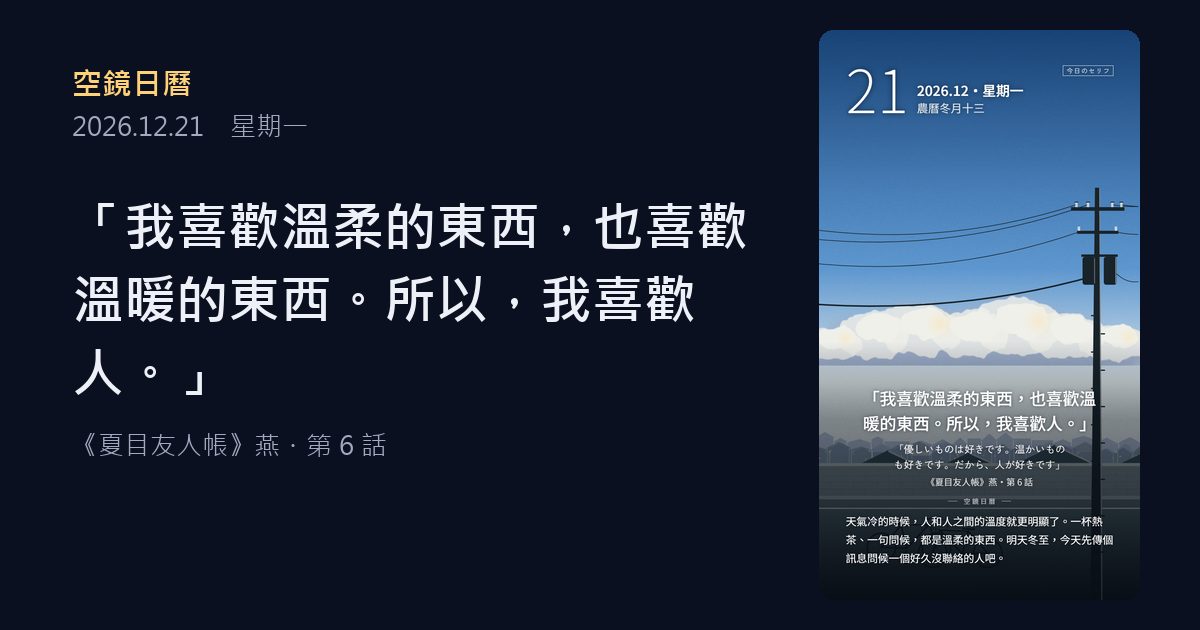 空鏡日曆
2026.12.21 星期一
「我喜歡溫柔的東西，也喜歡
溫暖的東西。所以，我喜歡
人。」
《夏目友人帳》燕・第 6 話
21
2026.12・星期一
農曆冬月十三
今日のセリフ
「我喜歡溫柔的東西，也喜歡溫
暖的東西。所以，我喜歡人。」
「優しいものは好きです。温かいもの
も好きです。だから、人が好きです」
《夏目友人帳》燕・第 6 話
— 空鏡日曆 —
天氣冷的時候，人和人之間的溫度就更明顯了。一杯熱
茶、一句問候，都是溫柔的東西。明天冬至，今天先傳個
訊息問候一個好久沒聯絡的人吧。